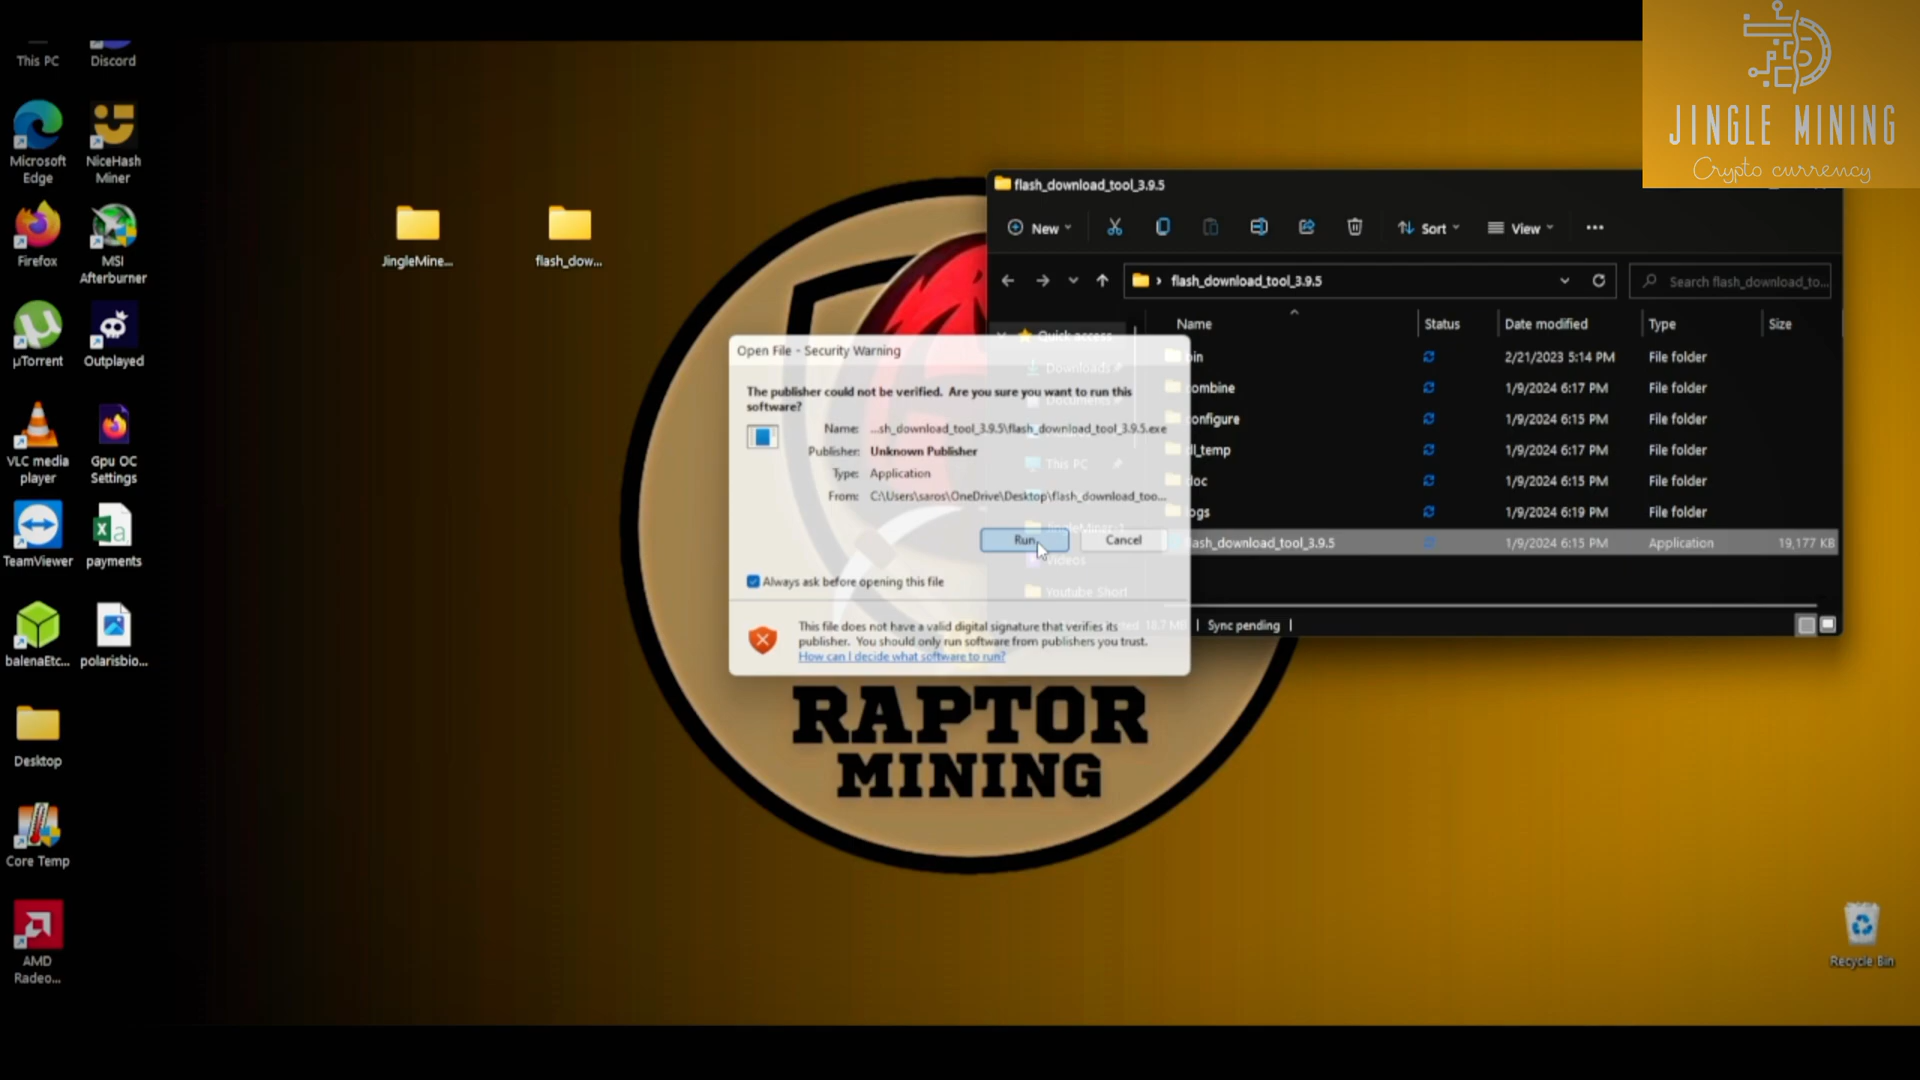 This PC
Discord
Microsoft
Edge
NiceHash
Miner
Firefox
MSI
Afterburner
µTorrent
Outplayed
VLC media
player
Gpu OC
Settings
TeamViewer
payments
balenaEtc...
polarisbio...
Desktop
Core Temp
AMD
Radeo...
JingleMine...
flash_dow...
JINGLE MINING
Crypto currency
flash_download_tool_3.9.5
New
Sort
View
flash_download_tool_3.9.5
Search flash_download_to...
Name Status Date modified Type Size
Quick access
Downloads
This PC
JingleMiner-1
Videos
Youtube Short
bin 2/21/2023 5:14 PM File folder
combine 1/9/2024 6:17 PM File folder
configure 1/9/2024 6:15 PM File folder
dl_temp 1/9/2024 6:17 PM File folder
doc 1/9/2024 6:15 PM File folder
logs 1/9/2024 6:19 PM File folder
flash_download_tool_3.9.5 1/9/2024 6:15 PM Application 19,177 KB
18.7 MB Sync pending
Open File - Security Warning
The publisher could not be verified. Are you sure you want to run this
software?
Name: ...sh_download_tool_3.9.5\flash_download_tool_3.9.5.exe
Publisher: Unknown Publisher
Type: Application
From: C:\Users\saros\OneDrive\Desktop\flash_download_too...
Run
Cancel
Always ask before opening this file
This file does not have a valid digital signature that verifies its
publisher. You should only run software from publishers you trust.
How can I decide what software to run?
RAPTOR
MINING
Recycle Bin